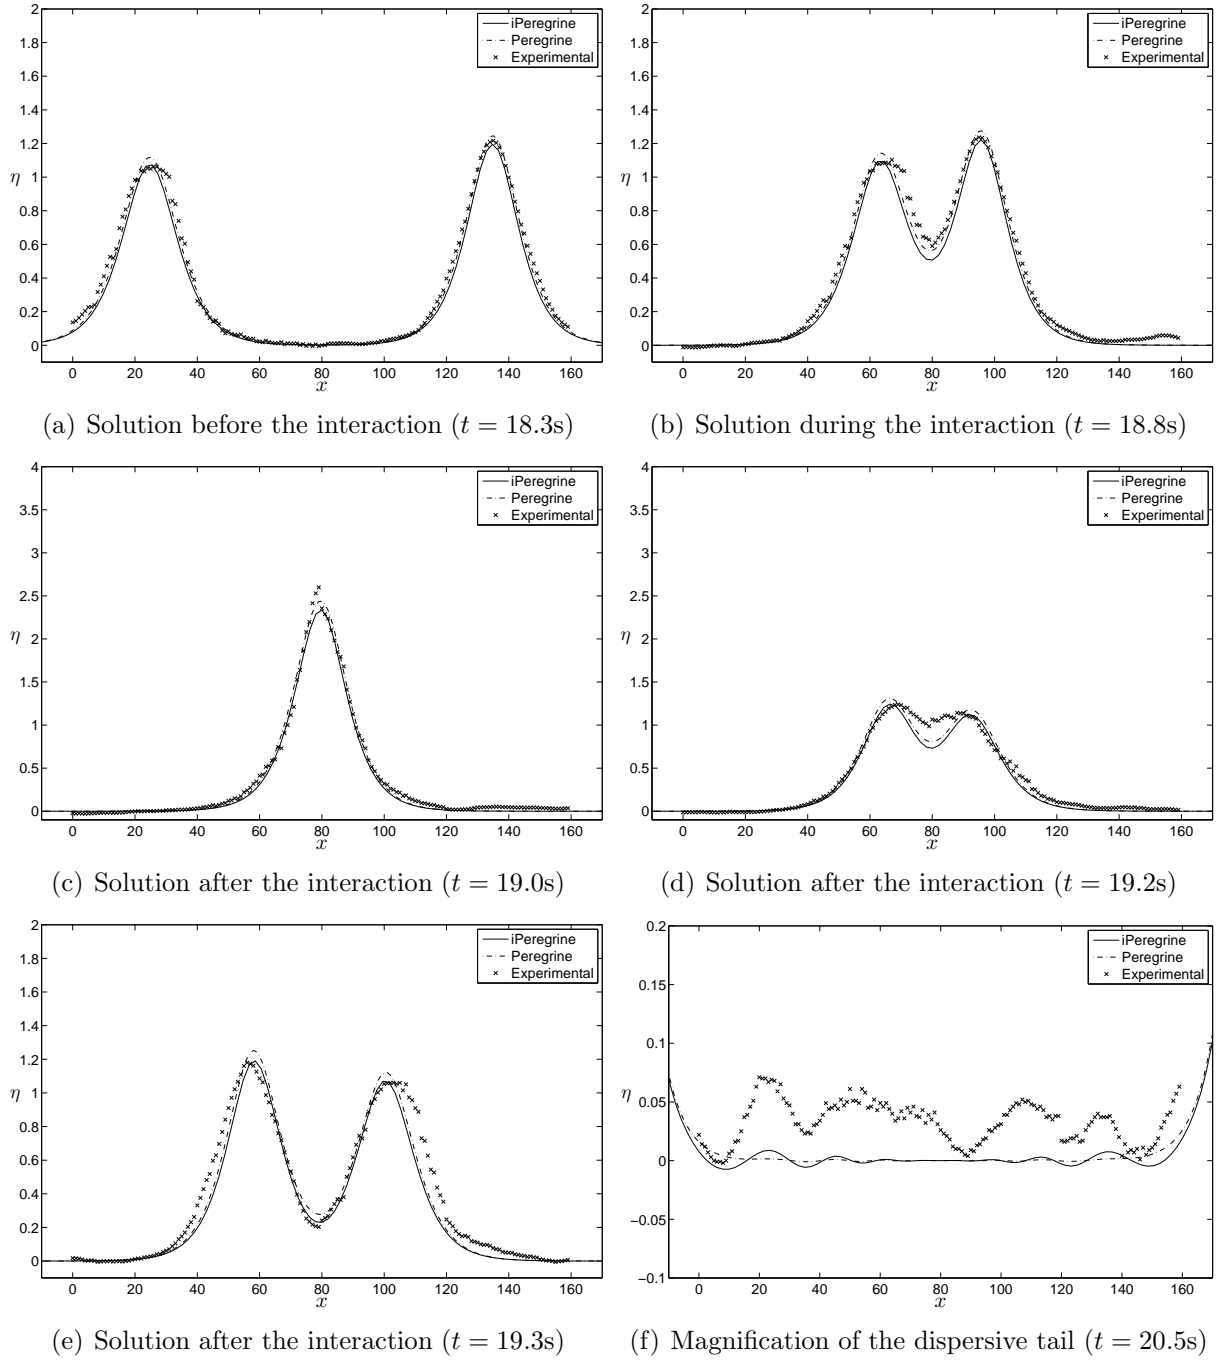 2
1.8
1.6
1.4
1.2
1
0.8
0.6
0.4
0.2
0
η
iPeregrine
Peregrine
Experimental
0 20 40 60 80 100 120 140 160
x
(a) Solution before the interaction (t = 18.3s)
2
1.8
1.6
1.4
1.2
1
0.8
0.6
0.4
0.2
0
η
iPeregrine
Peregrine
Experimental
0 20 40 60 80 100 120 140 160
x
(b) Solution during the interaction (t = 18.8s)
4
3.5
3
2.5
2
1.5
1
0.5
0
η
iPeregrine
Peregrine
Experimental
0 20 40 60 80 100 120 140 160
x
(c) Solution after the interaction (t = 19.0s)
4
3.5
3
2.5
2
1.5
1
0.5
0
η
iPeregrine
Peregrine
Experimental
0 20 40 60 80 100 120 140 160
x
(d) Solution after the interaction (t = 19.2s)
2
1.8
1.6
1.4
1.2
1
0.8
0.6
0.4
0.2
0
η
iPeregrine
Peregrine
Experimental
0 20 40 60 80 100 120 140 160
x
(e) Solution after the interaction (t = 19.3s)
0.2
0.15
0.1
0.05
0
−0.05
−0.1
η
iPeregrine
Peregrine
Experimental
0 20 40 60 80 100 120 140 160
x
(f) Magnification of the dispersive tail (t = 20.5s)